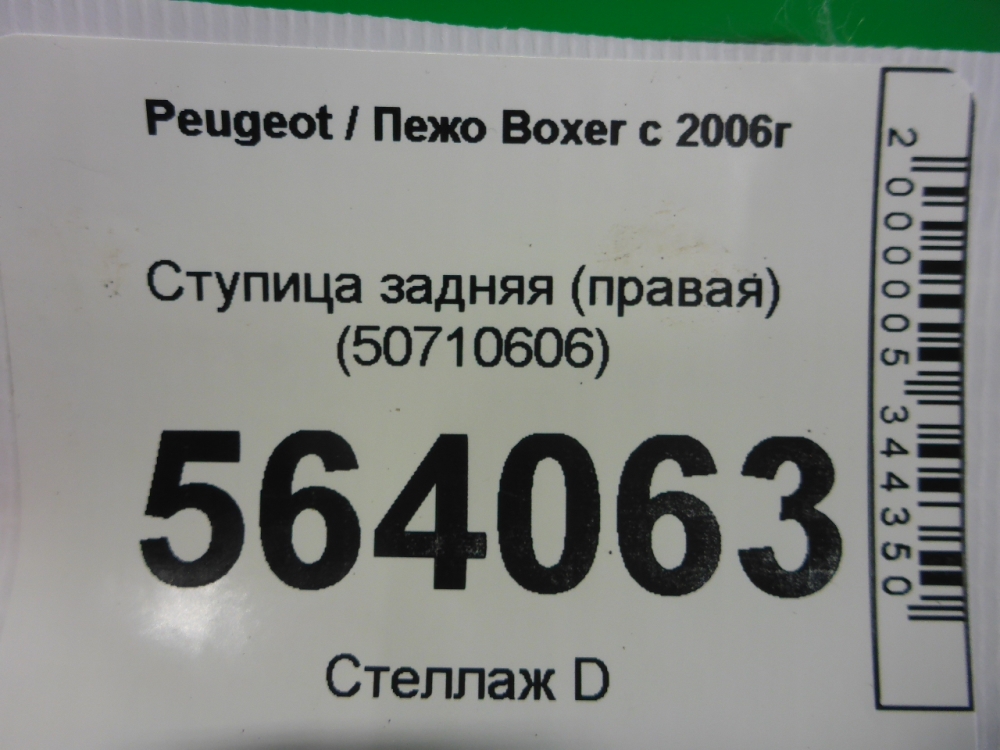 Peugeot / Пежо Boxer с 2006г
Ступица задняя (правая)
(50710606)
564063
Стеллаж D
2000005344350